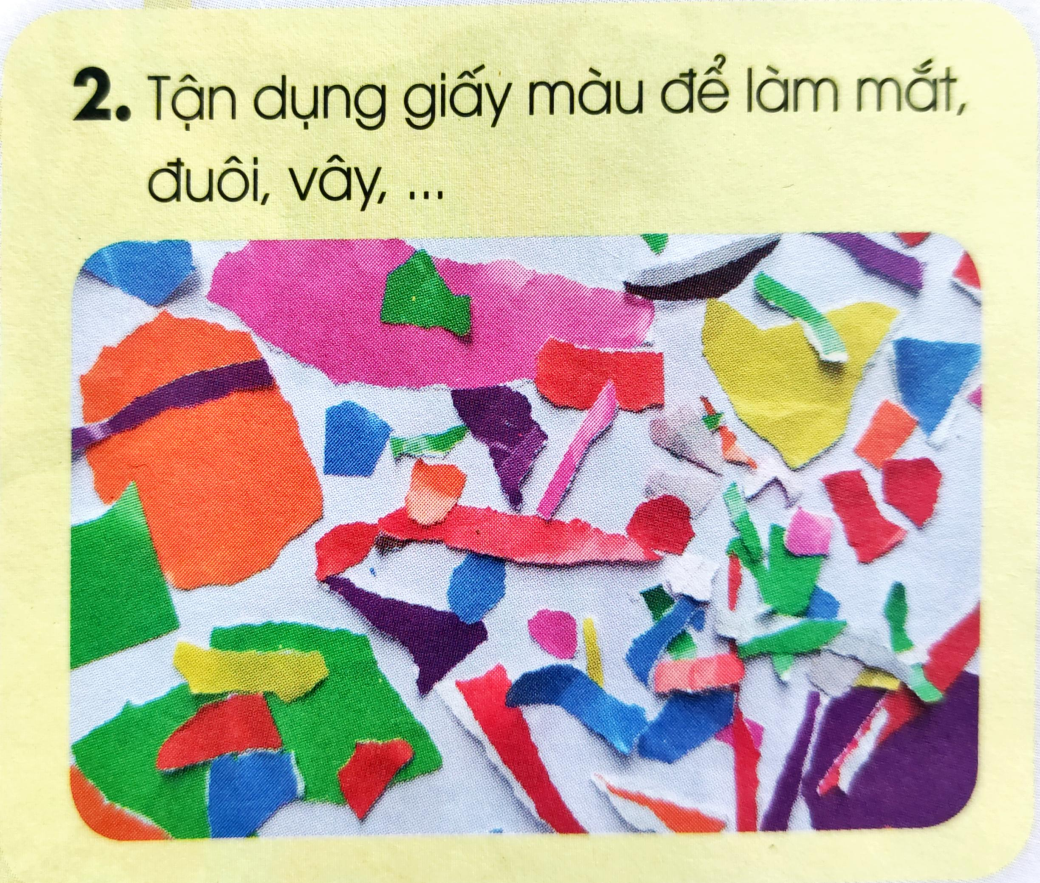 2. Tận dụng giấy màu để làm mắt,
đuôi, vây, ...